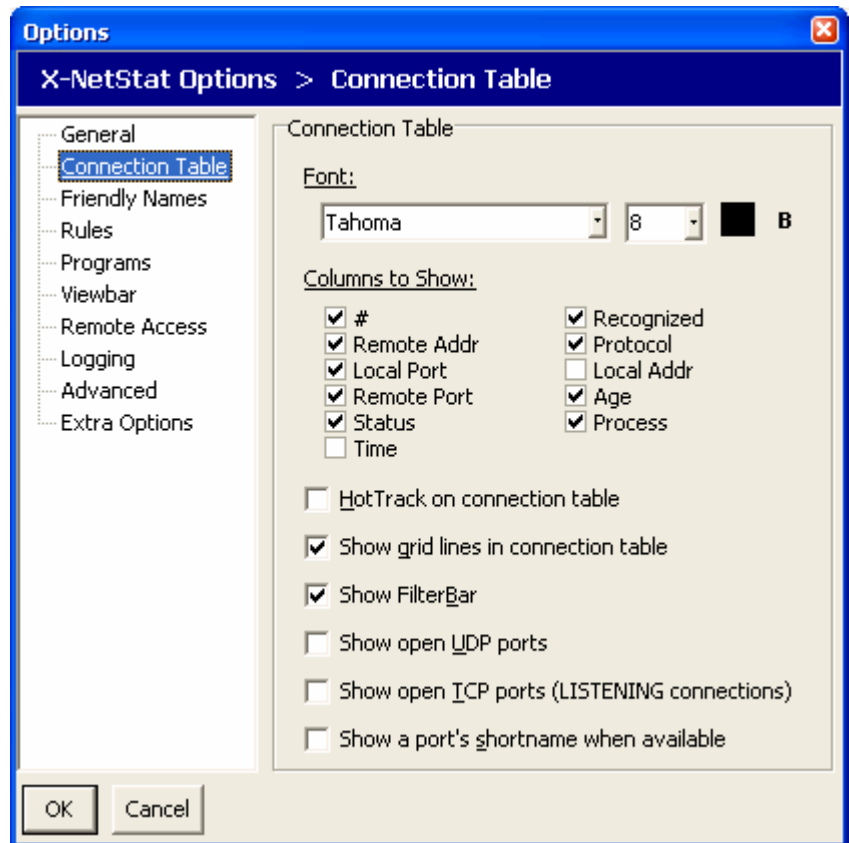 Options
X-NetStat Options > Connection Table
General
Connection Table
Friendly Names
Rules
Programs
Viewbar
Remote Access
Logging
Advanced
Extra Options
Connection Table
Font:
Tahoma 8 B
Columns to Show:
# Recognized
Remote Addr Protocol
Local Port Local Addr
Remote Port Age
Status Process
Time
HotTrack on connection table
Show grid lines in connection table
Show FilterBar
Show open UDP ports
Show open TCP ports (LISTENING connections)
Show a port's shortname when available
OK Cancel